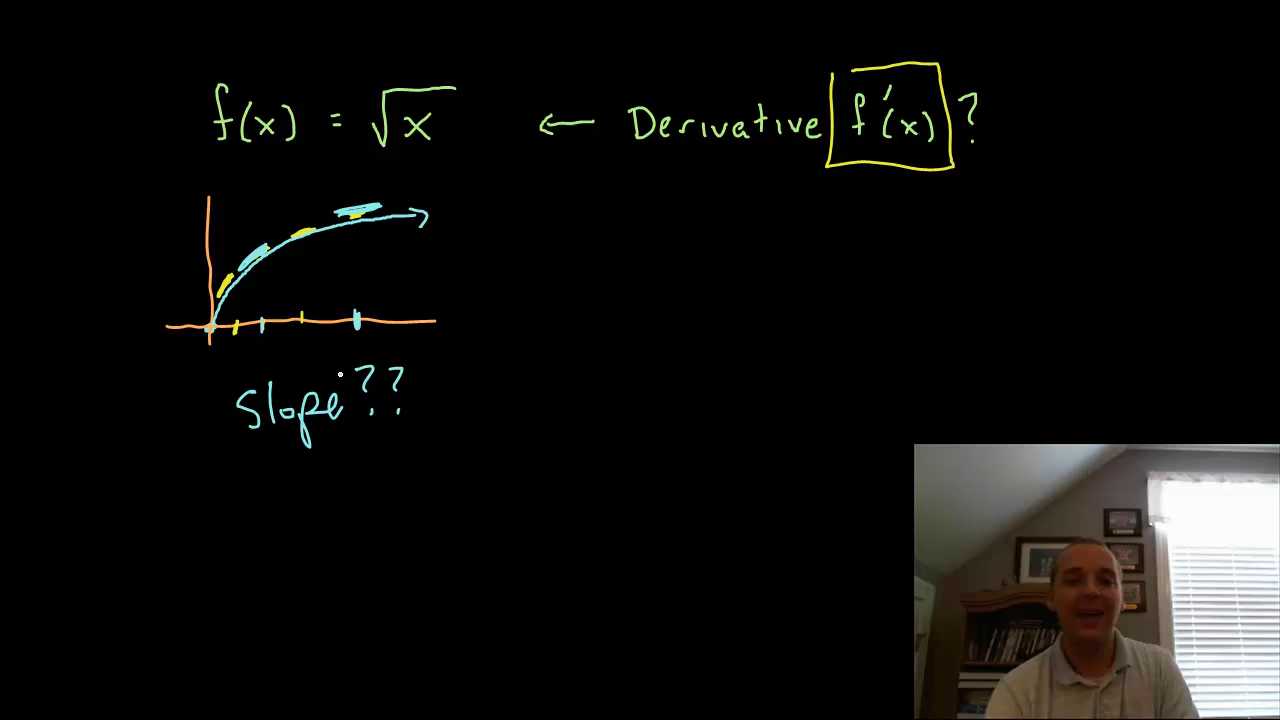 f(x) = √x ← Derivative f'(x) ?
Slope??